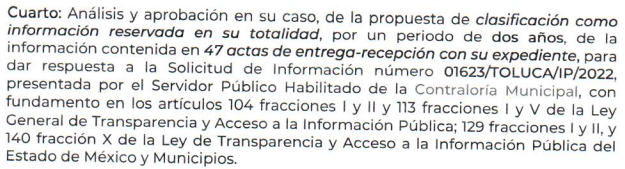 Cuarto: Análisis y aprobación en su caso, de la propuesta de clasificación como
información reservada en su totalidad, por un periodo de dos años, de la
información contenida en 47 actas de entrega-recepción con su expediente, para
dar respuesta a la Solicitud de Información número 01623/TOLUCA/IP/2022,
presentada por el Servidor Público Habilitado de la Contraloría Municipal, con
fundamento en los artículos 104 fracciones I y II y 113 fracciones I y V de la Ley
General de Transparencia y Acceso a la Información Pública; 129 fracciones I y II, y
140 fracción X de la Ley de Transparencia y Acceso a la Información Pública del
Estado de México y Municipios.